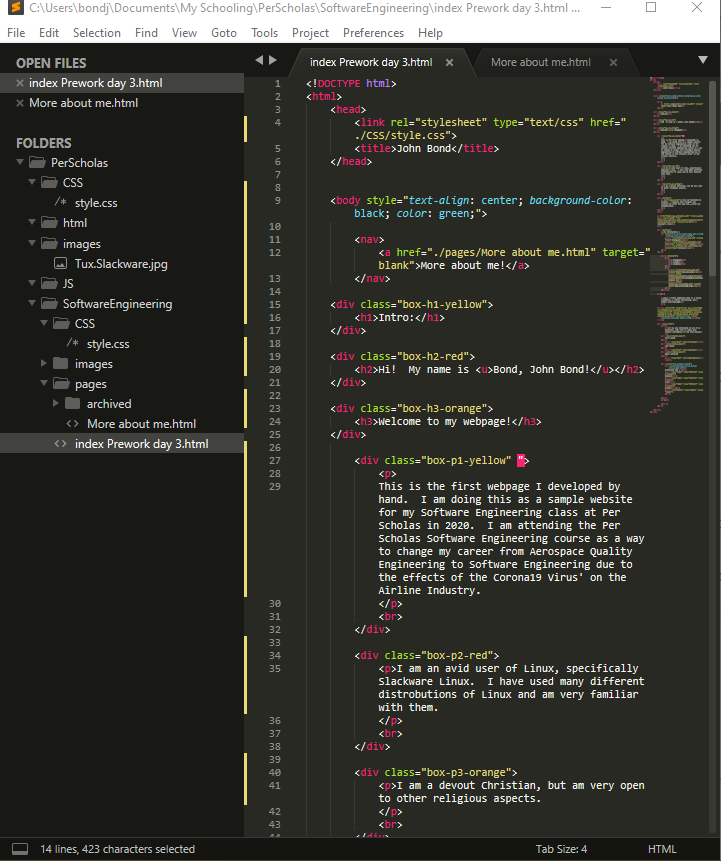 C:\Users\bondj\Documents\My Schooling\PerScholas\SoftwareEngineering\index Prework day 3.html ...
File Edit Selection Find View Goto Tools Project Preferences Help
OPEN FILES
index Prework day 3.html
More about me.html
FOLDERS
PerScholas
CSS
/* style.css
html
images
Tux.Slackware.jpg
JS
SoftwareEngineering
CSS
/* style.css
images
pages
archived
<> More about me.html
<> index Prework day 3.html
index Prework day 3.html × More about me.html ×
1 <!DOCTYPE html>
2 <html>
3 <head>
4 <link rel="stylesheet" type="text/css" href="
./CSS/style.css">
5 <title>John Bond</title>
6 </head>
7
8
9 <body style="text-align: center; background-color:
black; color: green;">
10
11 <nav>
12 <a href="./pages/More about me.html" target="
blank">More about me!</a>
13 </nav>
14
15 <div class="box-h1-yellow">
16 <h1>Intro:</h1>
17 </div>
18
19 <div class="box-h2-red">
20 <h2>Hi!  My name is <u>Bond, John Bond!</u></h2>
21 </div>
22
23 <div class="box-h3-orange">
24 <h3>Welcome to my webpage!</h3>
25 </div>
26
27 <div class="box-p1-yellow" ">
28 <p>
29 This is the first webpage I developed by
hand.  I am doing this as a sample website
for my Software Engineering class at Per
Scholas in 2020.  I am attending the Per
Scholas Software Engineering course as a way
to change my career from Aerospace Quality
Engineering to Software Engineering due to
the effects of the Corona19 Virus' on the
Airline Industry.
30 </p>
31 <br>
32 </div>
33
34 <div class="box-p2-red">
35 <p>I am an avid user of Linux, specifically
Slackware Linux.  I have used many different
distrobutions of Linux and am very familiar
with them.
36 </p>
37 <br>
38 </div>
39
40 <div class="box-p3-orange">
41 <p>I am a devout Christian, but am very open
to other religious aspects.
42 </p>
43 <br>
44 </div>
14 lines, 423 characters selected Tab Size: 4 HTML